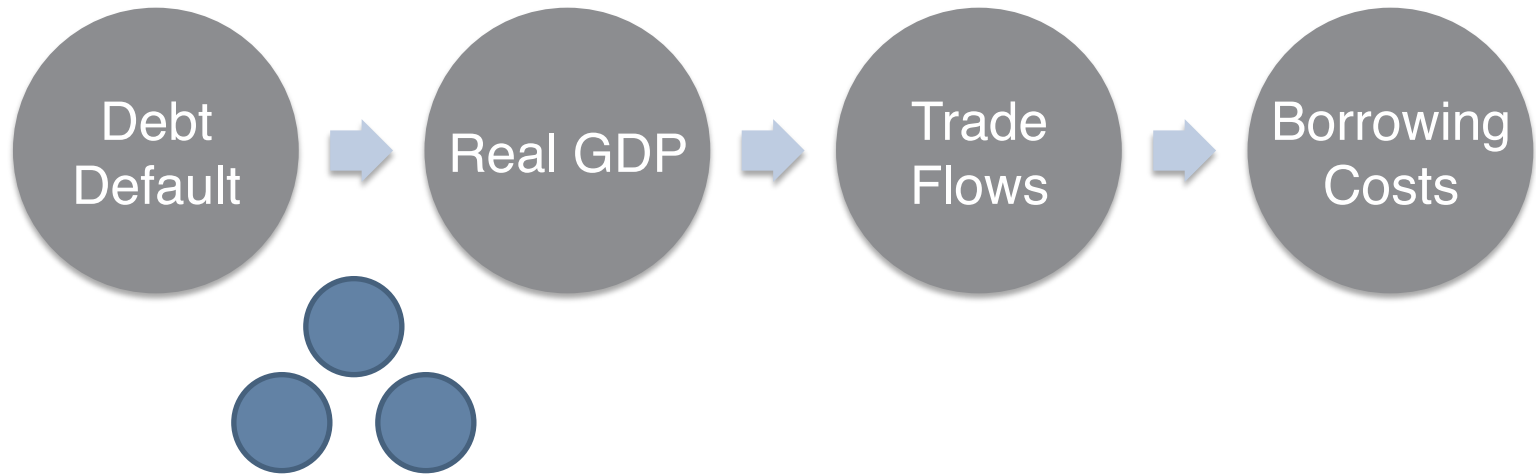 Debt
Default
Real GDP
Trade
Flows
Borrowing
Costs